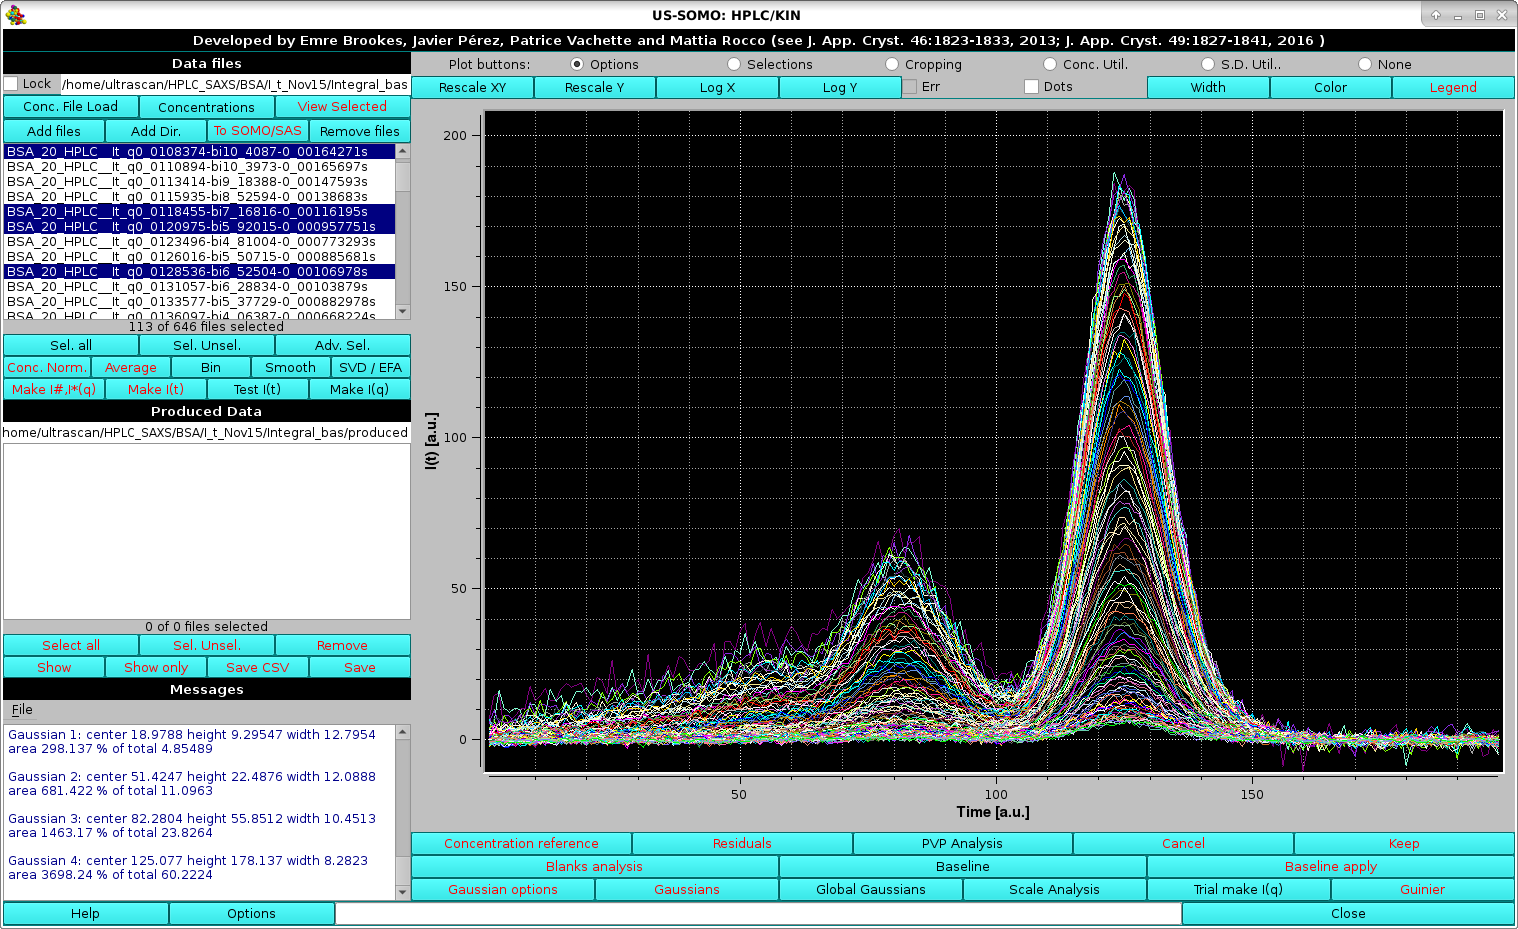 US-SOMO: HPLC/KIN
Developed by Emre Brookes, Javier Pérez, Patrice Vachette and Mattia Rocco (see J. App. Cryst. 46:1823-1833, 2013; J. App. Cryst. 49:1827-1841, 2016 )
Data files
Lock /home/ultrascan/HPLC_SAXS/BSA/I_t_Nov15/Integral_bas
Conc. File Load Concentrations View Selected
Add files Add Dir. To SOMO/SAS Remove files
BSA_20_HPLC__It_q0_0108374-bi10_4087-0_00164271s
BSA_20_HPLC__It_q0_0110894-bi10_3973-0_00165697s
BSA_20_HPLC__It_q0_0113414-bi9_18388-0_00147593s
BSA_20_HPLC__It_q0_0115935-bi8_52594-0_00138683s
BSA_20_HPLC__It_q0_0118455-bi7_16816-0_00116195s
BSA_20_HPLC__It_q0_0120975-bi5_92015-0_000957751s
BSA_20_HPLC__It_q0_0123496-bi4_81004-0_000773293s
BSA_20_HPLC__It_q0_0126016-bi5_50715-0_000885681s
BSA_20_HPLC__It_q0_0128536-bi6_52504-0_00106978s
BSA_20_HPLC__It_q0_0131057-bi6_28834-0_00103879s
BSA_20_HPLC__It_q0_0133577-bi5_37729-0_000882978s
BSA_20_HPLC__It_q0_0136097-bi4_06387-0_000668224s
113 of 646 files selected
Sel. all Sel. Unsel. Adv. Sel.
Conc. Norm. Average Bin Smooth SVD / EFA
Make I#,I*(q) Make I(t) Test I(t) Make I(q)
Produced Data
home/ultrascan/HPLC_SAXS/BSA/I_t_Nov15/Integral_bas/produced
0 of 0 files selected
Select all Sel. Unsel. Remove
Show Show only Save CSV Save
Messages
File
Gaussian 1: center 18.9788 height 9.29547 width 12.7954
area 298.137 % of total 4.85489
Gaussian 2: center 51.4247 height 22.4876 width 12.0888
area 681.422 % of total 11.0963
Gaussian 3: center 82.2804 height 55.8512 width 10.4513
area 1463.17 % of total 23.8264
Gaussian 4: center 125.077 height 178.137 width 8.2823
area 3698.24 % of total 60.2224
Plot buttons: Options Selections Cropping Conc. Util. S.D. Util.. None
Rescale XY Rescale Y Log X Log Y Err Dots Width Color Legend
200
150
100
50
0
I(t) [a.u.]
50 100 150
Time [a.u.]
Concentration reference Residuals PVP Analysis Cancel Keep
Blanks analysis Baseline Baseline apply
Gaussian options Gaussians Global Gaussians Scale Analysis Trial make I(q) Guinier
Help Options Close